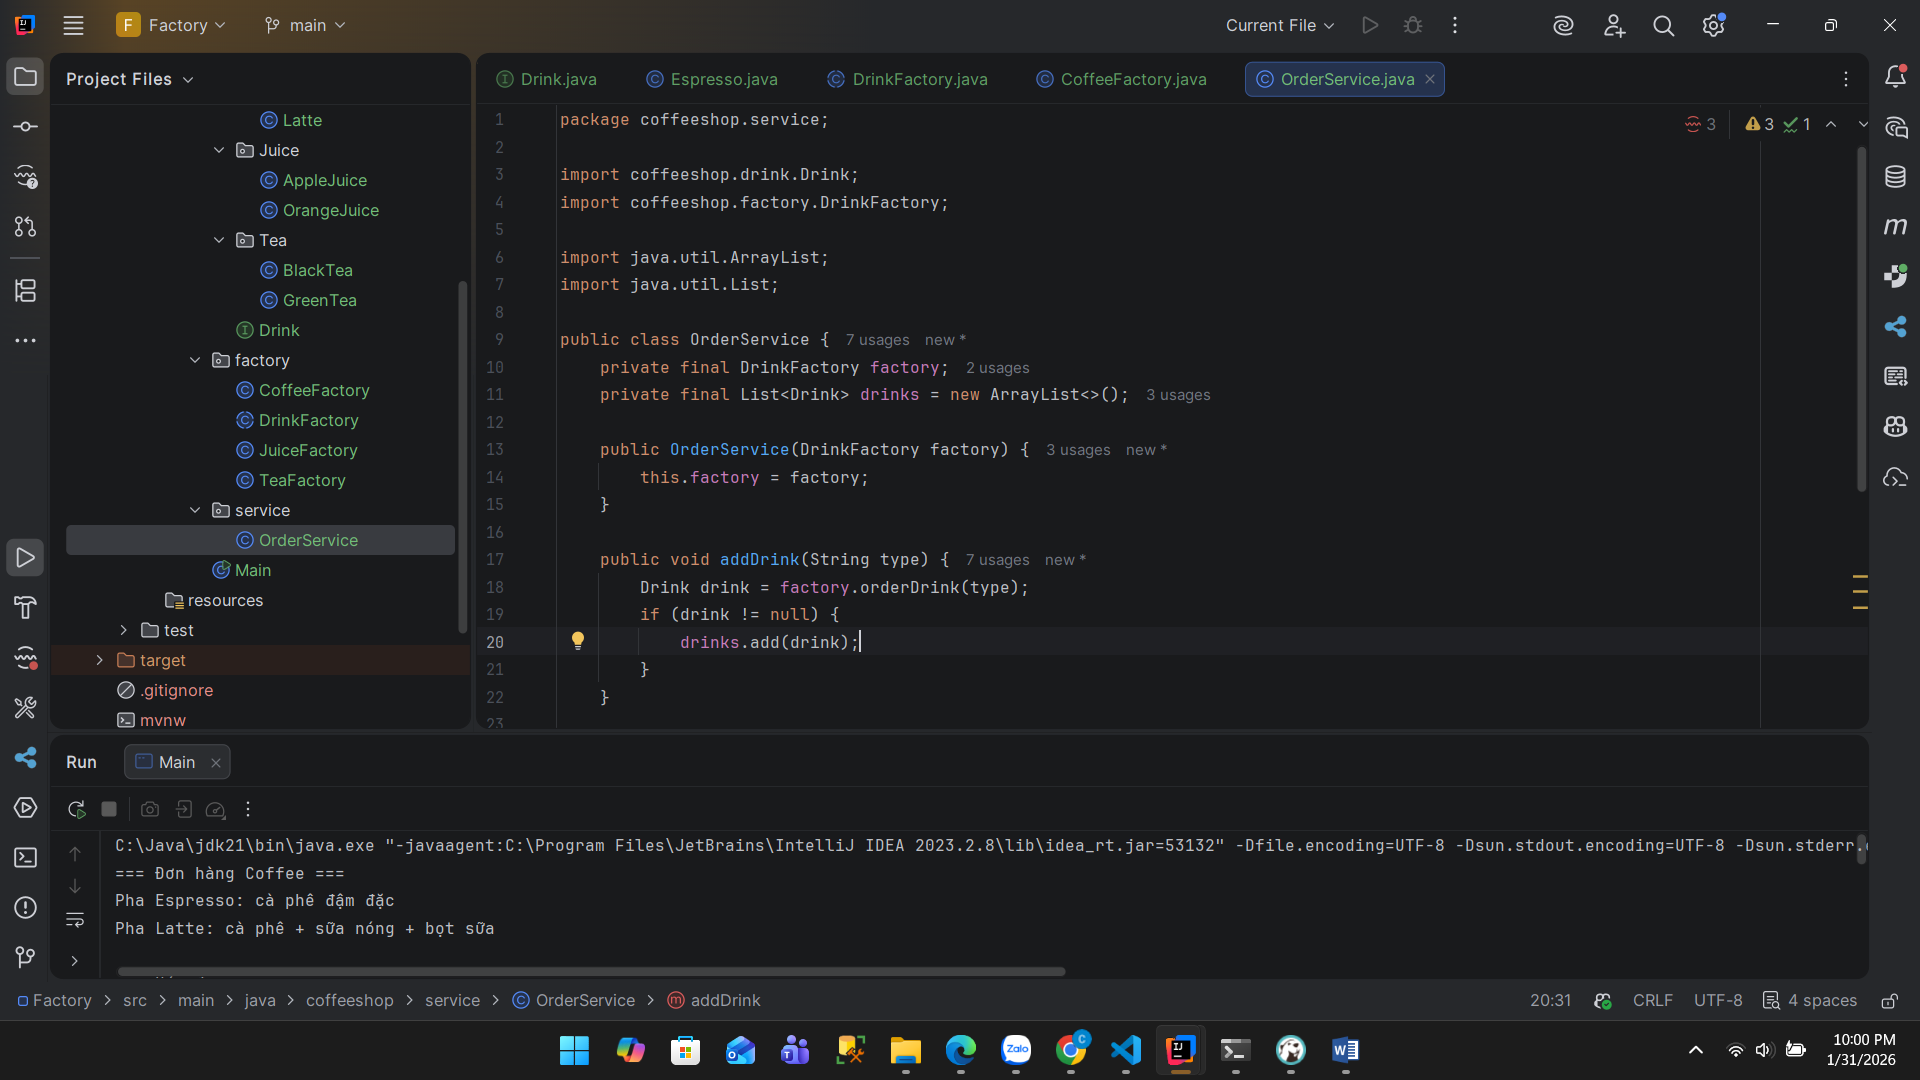 F Factory main Current File
Project Files
Drink.java Espresso.java DrinkFactory.java CoffeeFactory.java OrderService.java
Latte
Juice
AppleJuice
OrangeJuice
Tea
BlackTea
GreenTea
Drink
factory
CoffeeFactory
DrinkFactory
JuiceFactory
TeaFactory
service
OrderService
Main
resources
test
target
.gitignore
mvnw
3 3 1
1 package coffeeshop.service;
2
3 import coffeeshop.drink.Drink;
4 import coffeeshop.factory.DrinkFactory;
5
6 import java.util.ArrayList;
7 import java.util.List;
8
9 public class OrderService { 7 usages new *
10 private final DrinkFactory factory; 2 usages
11 private final List<Drink> drinks = new ArrayList<>(); 3 usages
12
13 public OrderService(DrinkFactory factory) { 3 usages new *
14 this.factory = factory;
15 }
16
17 public void addDrink(String type) { 7 usages new *
18 Drink drink = factory.orderDrink(type);
19 if (drink != null) {
20 drinks.add(drink);
21 }
22 }
23
Run Main
C:\Java\jdk21\bin\java.exe "-javaagent:C:\Program Files\JetBrains\IntelliJ IDEA 2023.2.8\lib\idea_rt.jar=53132" -Dfile.encoding=UTF-8 -Dsun.stdout.encoding=UTF-8 -Dsun.stderr.
=== Đơn hàng Coffee ===
Pha Espresso: cà phê đậm đặc
Pha Latte: cà phê + sữa nóng + bọt sữa
Factory > src > main > java > coffeeshop > service > OrderService > addDrink 20:31 CRLF UTF-8 4 spaces
Zalo
10:00 PM
1/31/2026